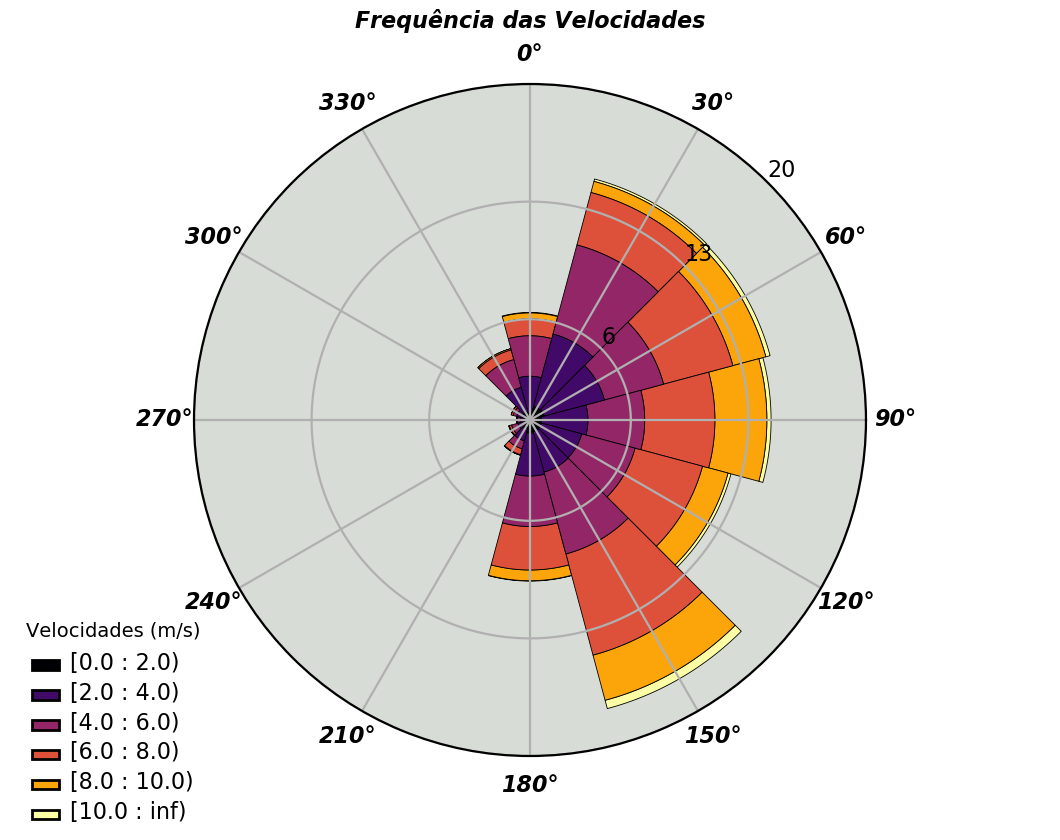 Frequência das Velocidades
0°
330°
30°
20
300°
60°
13
6
270°
90°
240°
120°
210°
150°
180°
Velocidades (m/s)
[0.0 : 2.0)
[2.0 : 4.0)
[4.0 : 6.0)
[6.0 : 8.0)
[8.0 : 10.0)
[10.0 : inf)